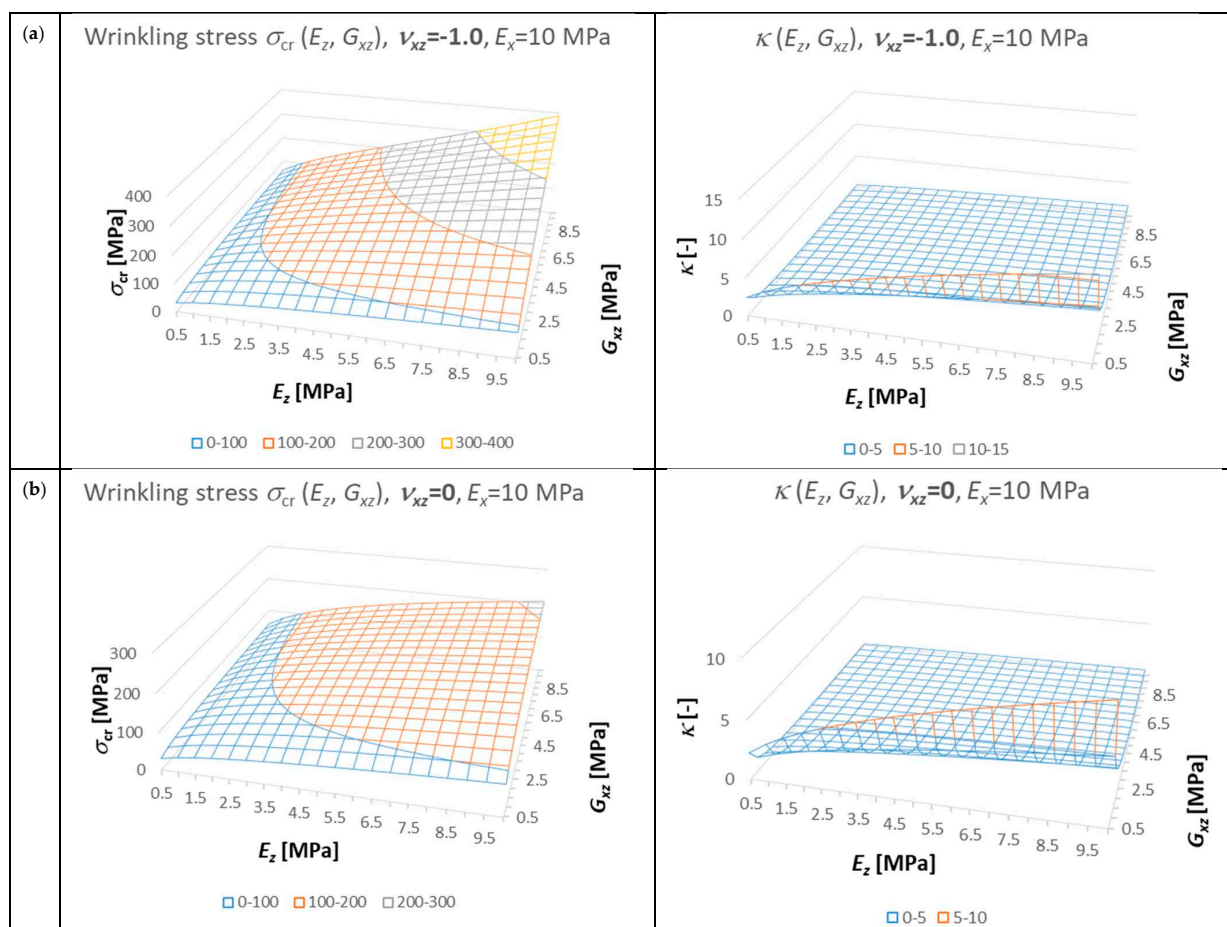 (a)
Wrinkling stress σcr (Ez, Gxz), νxz=-1.0, Ex=10 MPa
400
300
200
100
0
σcr [MPa]
0.5 1.5 2.5 3.5 4.5 5.5 6.5 7.5 8.5 9.5
Ez [MPa]
8.5
6.5
4.5
2.5
0.5
Gxz [MPa]
0-100 100-200 200-300 300-400
κ (Ez, Gxz), νxz=-1.0, Ex=10 MPa
15
10
5
0
κ [-]
0.5 1.5 2.5 3.5 4.5 5.5 6.5 7.5 8.5 9.5
Ez [MPa]
8.5
6.5
4.5
2.5
0.5
Gxz [MPa]
0-5 5-10 10-15
(b)
Wrinkling stress σcr (Ez, Gxz), νxz=0, Ex=10 MPa
300
200
100
0
σcr [MPa]
0.5 1.5 2.5 3.5 4.5 5.5 6.5 7.5 8.5 9.5
Ez [MPa]
8.5
6.5
4.5
2.5
0.5
Gxz [MPa]
0-100 100-200 200-300
κ (Ez, Gxz), νxz=0, Ex=10 MPa
10
5
0
κ [-]
0.5 1.5 2.5 3.5 4.5 5.5 6.5 7.5 8.5 9.5
Ez [MPa]
8.5
6.5
4.5
2.5
0.5
Gxz [MPa]
0-5 5-10